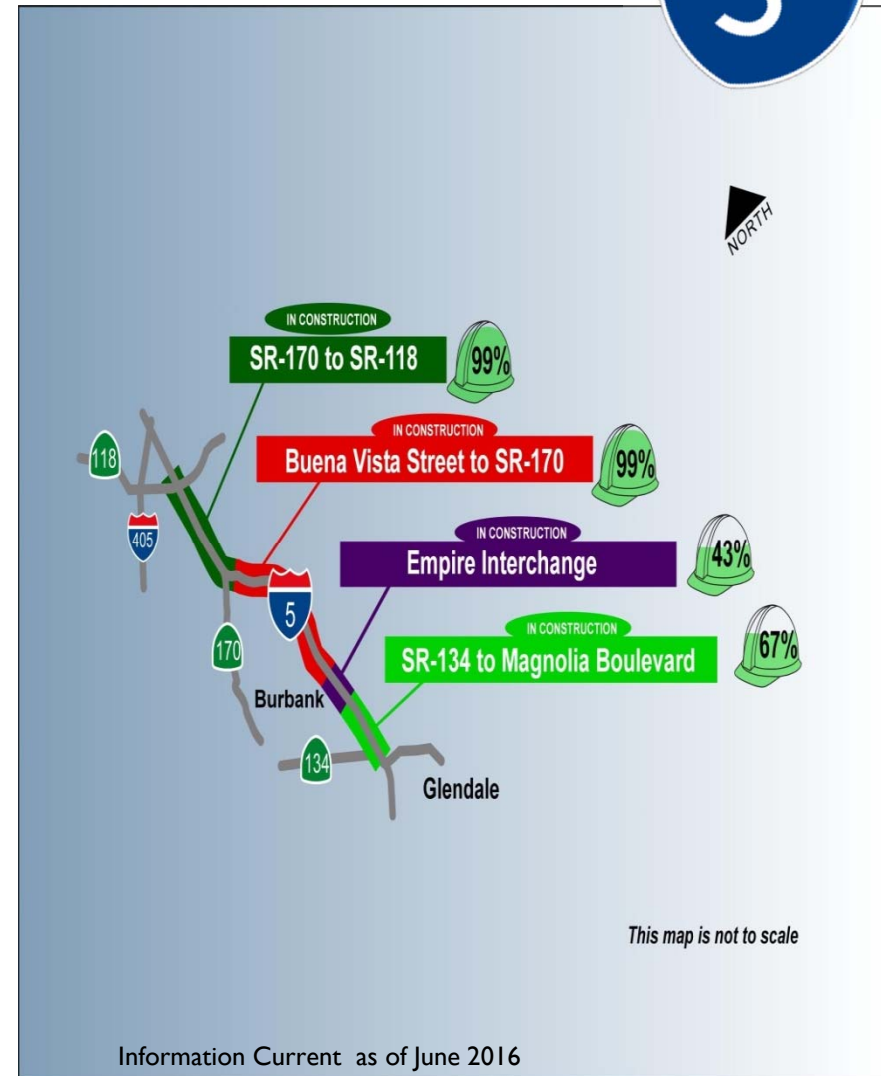 5
NORTH
IN CONSTRUCTION
SR-170 to SR-118
99%
IN CONSTRUCTION
Buena Vista Street to SR-170
99%
118
405
IN CONSTRUCTION
Empire Interchange
43%
5
IN CONSTRUCTION
SR-134 to Magnolia Boulevard
67%
170
Burbank
134
Glendale
This map is not to scale
Information Current as of June 2016